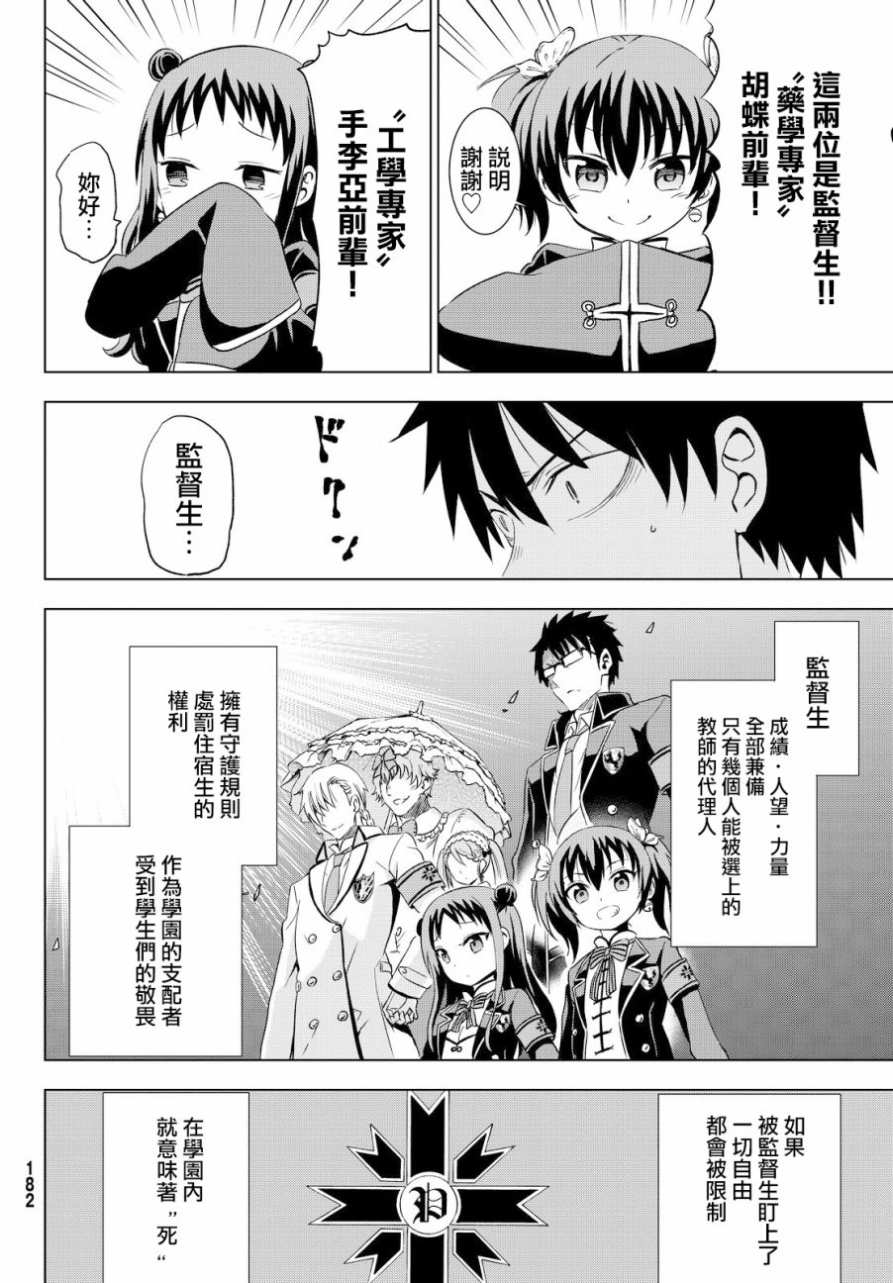 這兩位是監督生!!
〝藥學專家〞
胡蝶前輩！
說明
謝謝♡
〝工學專家〞
手李亞前輩！
妳好…
ドクン
監督生…
監督生
成績・人望・力量
全部兼備
只有幾個人能被選上的
教師的代理人
擁有守護規則
處罰住宿生的
權利
作為學園的支配者
受到學生們的敬畏
如果
被監督生盯上了
一切自由
都會被限制
P
在學園內
就意味著”死“
182